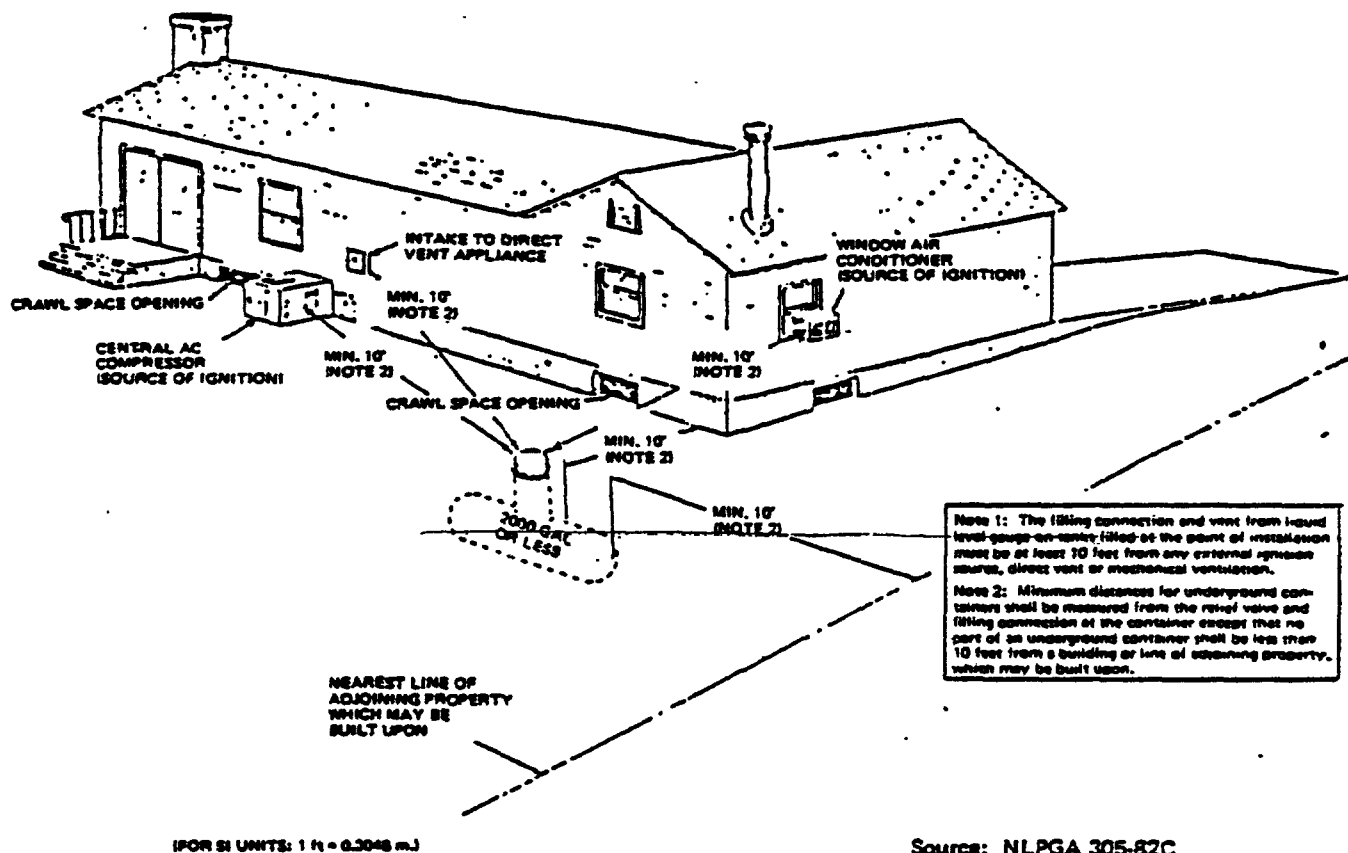 INTAKE TO DIRECT
VENT APPLIANCE
WINDOW AIR
CONDITIONER
(SOURCE OF IGNITION)
CRAWL SPACE OPENING
MIN. 10'
(NOTE 2)
CENTRAL AC
COMPRESSOR
(SOURCE OF IGNITION)
MIN. 10'
(NOTE 2)
MIN. 10'
(NOTE 2)
CRAWL SPACE OPENING
MIN. 10'
(NOTE 2)
2000 GAL
OR LESS
MIN. 10'
(NOTE 2)
Note 1: The filling connection and vent from liquid
level gauge on tanks filled at the point of installation
must be at least 10 feet from any external ignition
source, direct vent or mechanical ventilation.
Note 2: Minimum distances for underground con-
tainers shall be measured from the relief valve and
filling connection at the container except that no
part of an underground container shall be less than
10 feet from a building or line of adjoining property,
which may be built upon.
NEAREST LINE OF
ADJOINING PROPERTY
WHICH MAY BE
BUILT UPON
(FOR SI UNITS: 1 ft = 0.3048 m.)
Source: NLPGA 305-82C